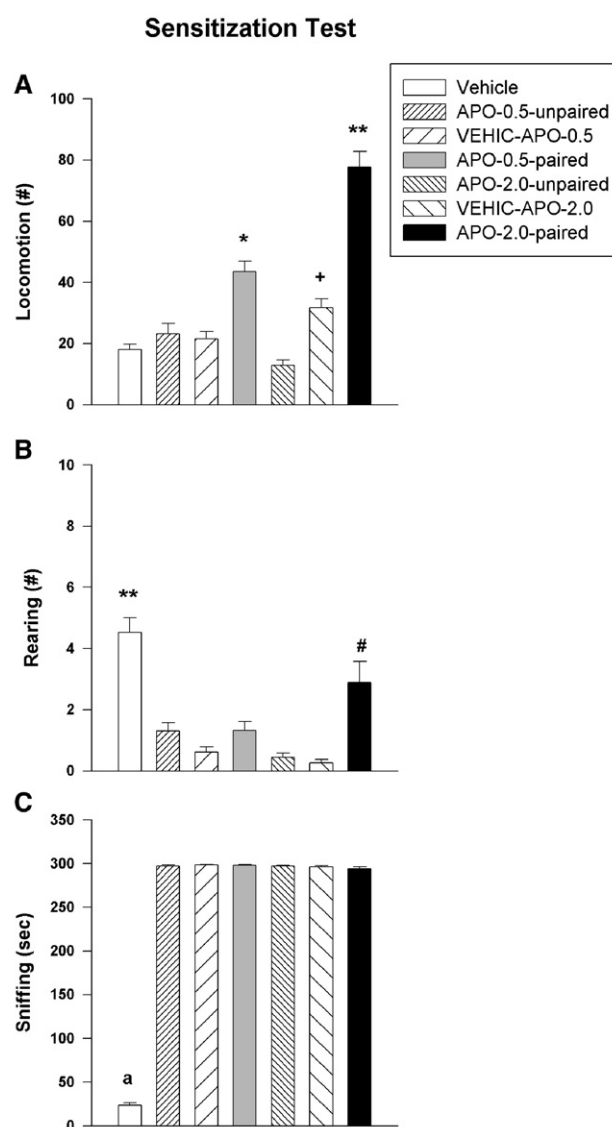 Sensitization Test
Vehicle
APO-0.5-unpaired
VEHIC-APO-0.5
APO-0.5-paired
APO-2.0-unpaired
VEHIC-APO-2.0
APO-2.0-paired
A
Locomotion (#)
100
80
60
40
20
0
*
+
**
B
Rearing (#)
10
8
6
4
2
0
**
#
C
Sniffing (sec)
350
300
250
200
150
100
50
0
a